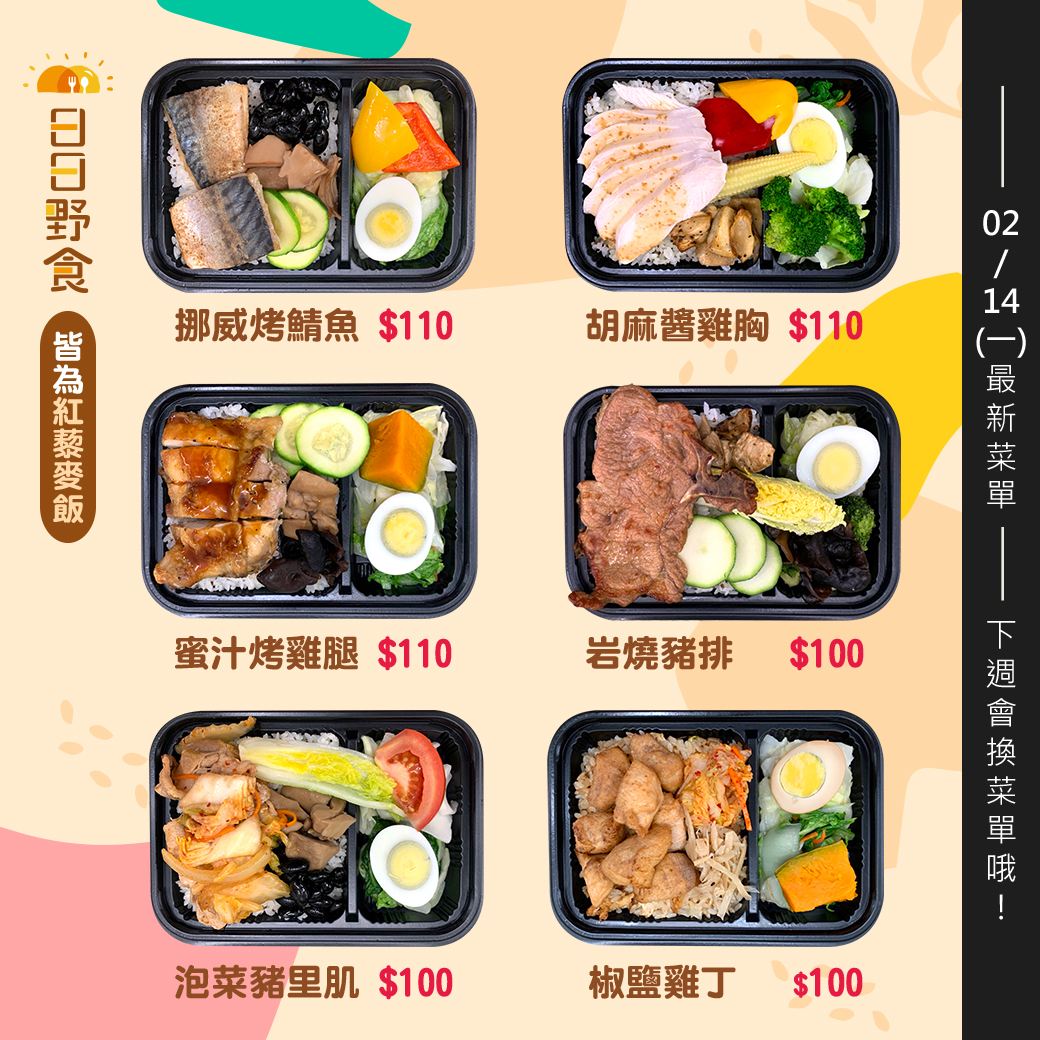 日日野食
皆為紅藜麥飯
挪威烤鯖魚 $110
胡麻醬雞胸 $110
蜜汁烤雞腿 $110
岩燒豬排 $100
泡菜豬里肌 $100
椒鹽雞丁 $100
02/14(一)最新菜單
下週會換菜單哦！